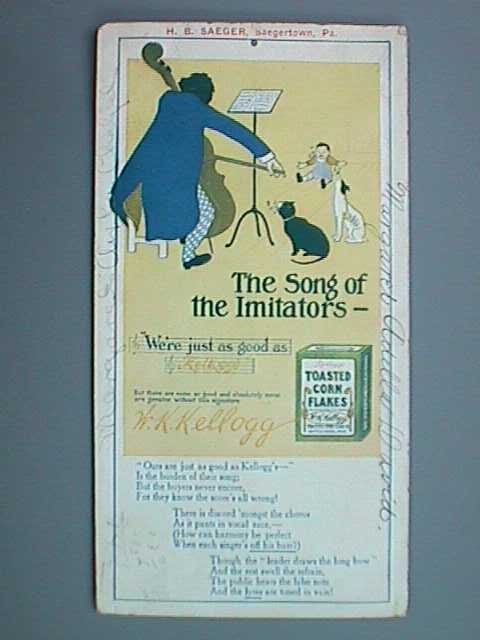 H. B. SAEGER, Saegertown, Pa.
The Song of
the Imitators —
"We're just as good as
Kellogg's
But there are none so good and absolutely none
are genuine without this signature
W.K.Kellogg
TOASTED
CORN
FLAKES
W.K.Kellogg
"Ours are just as good as Kellogg's—"
Is the burden of their song;
But the buyers never encore,
For they know the score's all wrong!
There is discord 'mongst the chorus
As it pants in vocal race,—
(How can harmony be perfect
When each singer's off his base?)
Though the "leader draws the long bow"
And the rest swell the refrain,
The public hears the false note
And the lyres are tuned in vain!
Margaret